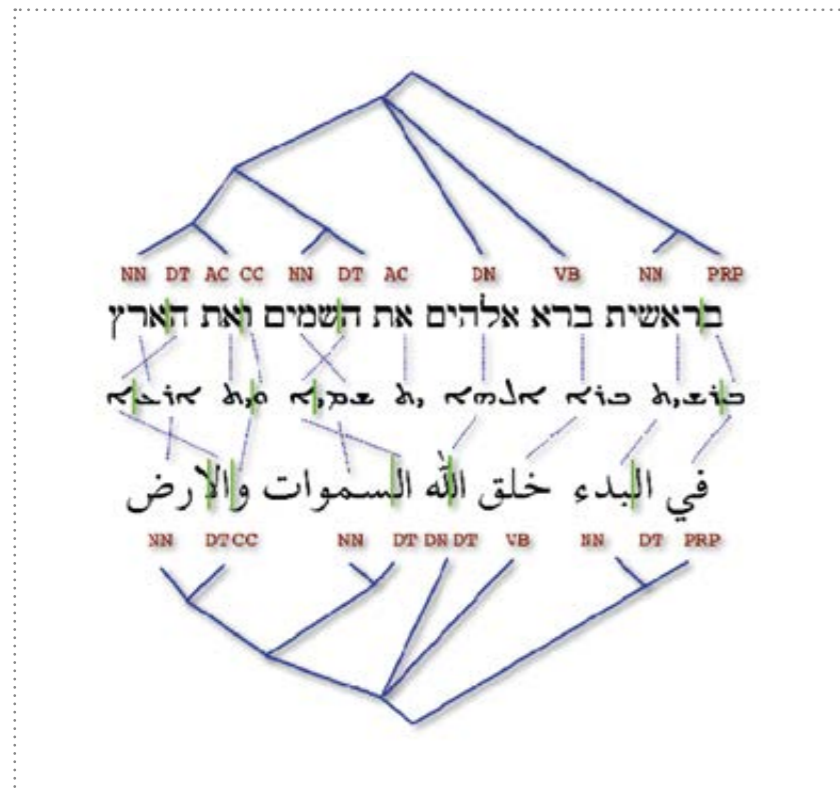 NN DT AC CC NN DT AC DN VB NN PRP
בראשית ברא אלהים את השמים ואת הארץ
ܒܪܫܝܬ ܒܪܐ ܐܠܗܐ ܝܬ ܫܡܝܐ ܘܝܬ ܐܪܥܐ
في البدء خلق الله السموات والارض
NN DT CC NN DT DN DT VB NN DT PRP